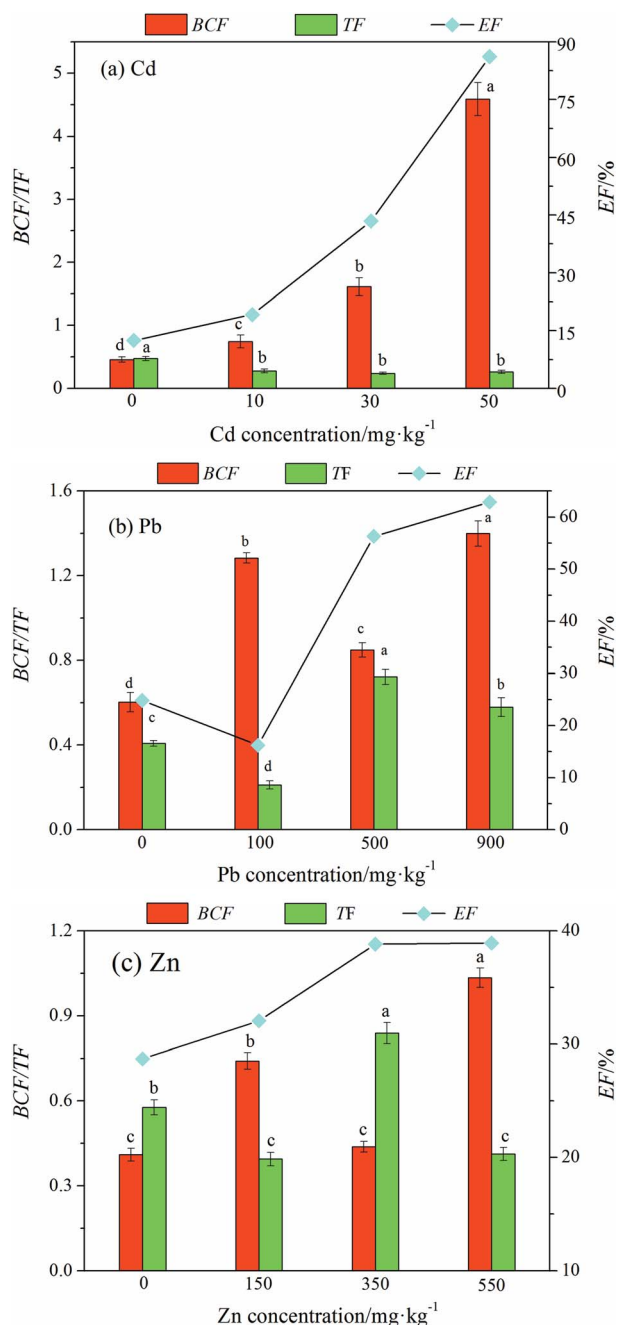 BCF TF EF
(a) Cd
5
4
3
2
1
0
BCF/TF
90
75
60
45
30
15
0
EF/%
d a c b b b a b
0 10 30 50
Cd concentration/mg·kg⁻¹
BCF TF EF
(b) Pb
1.6
1.2
0.8
0.4
0.0
BCF/TF
60
50
40
30
20
10
0
EF/%
d c b d c a a b
0 100 500 900
Pb concentration/mg·kg⁻¹
BCF TF EF
(c) Zn
1.2
0.9
0.6
0.3
0.0
BCF/TF
40
30
20
10
EF/%
c b b c c a a c
0 150 350 550
Zn concentration/mg·kg⁻¹